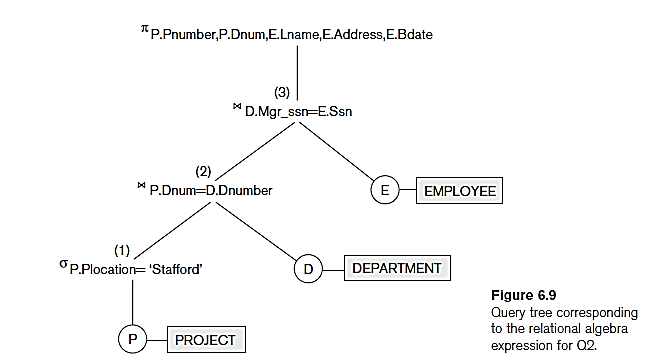 π P.Pnumber,P.Dnum,E.Lname,E.Address,E.Bdate
(3)
⋈ D.Mgr_ssn=E.Ssn
(2)
⋈ P.Dnum=D.Dnumber
E EMPLOYEE
(1)
σ P.Plocation= ‘Stafford’
D DEPARTMENT
P PROJECT
Figure 6.9
Query tree corresponding
to the relational algebra
expression for Q2.